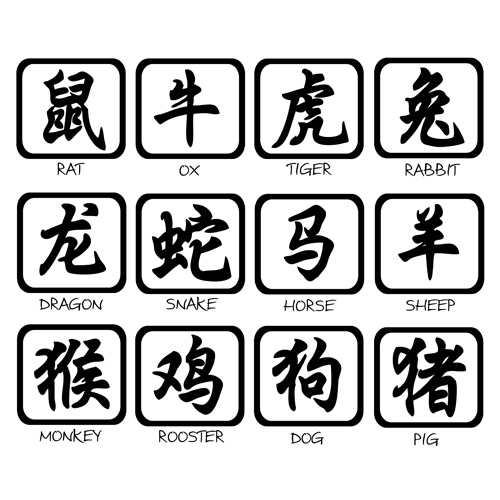 鼠 牛 虎 兔
RAT OX TIGER RABBIT
龙 蛇 马 羊
DRAGON SNAKE HORSE SHEEP
猴 鸡 狗 猪
MONKEY ROOSTER DOG PIG